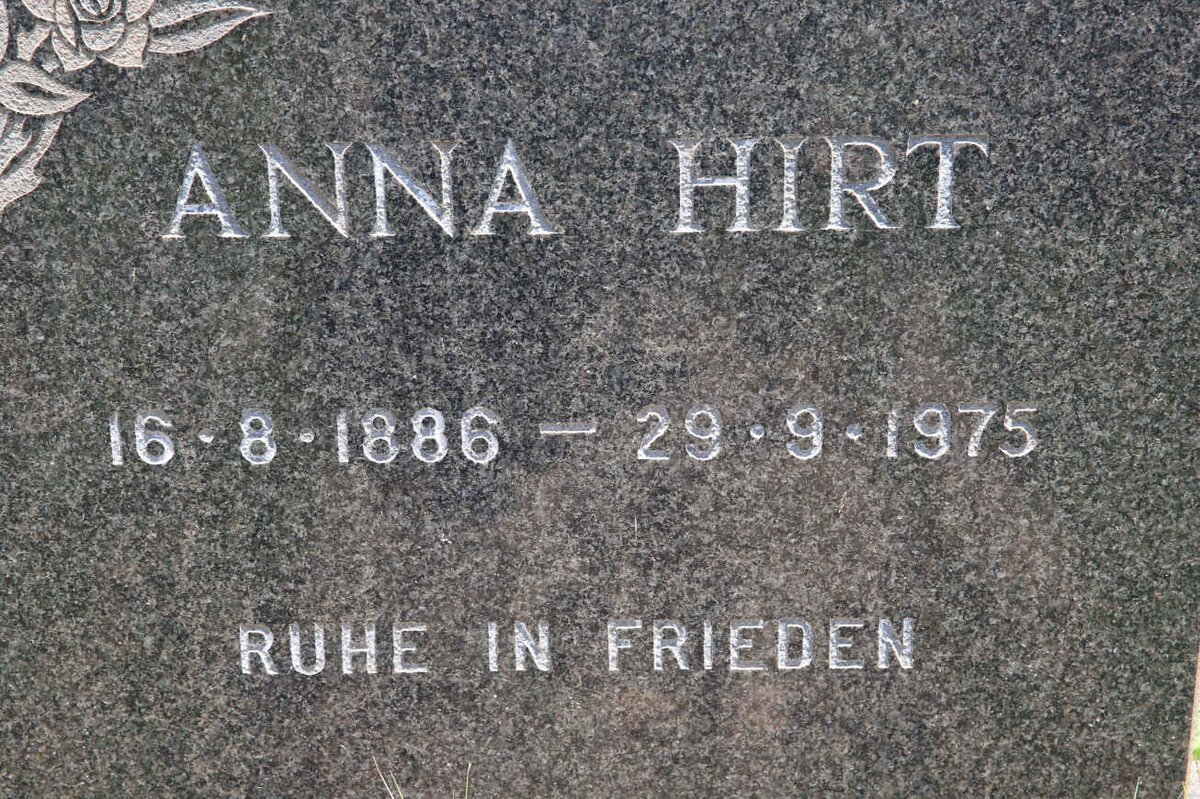 ANNA HIRT
16·8·1886 — 29·9·1975
RUHE IN FRIEDEN